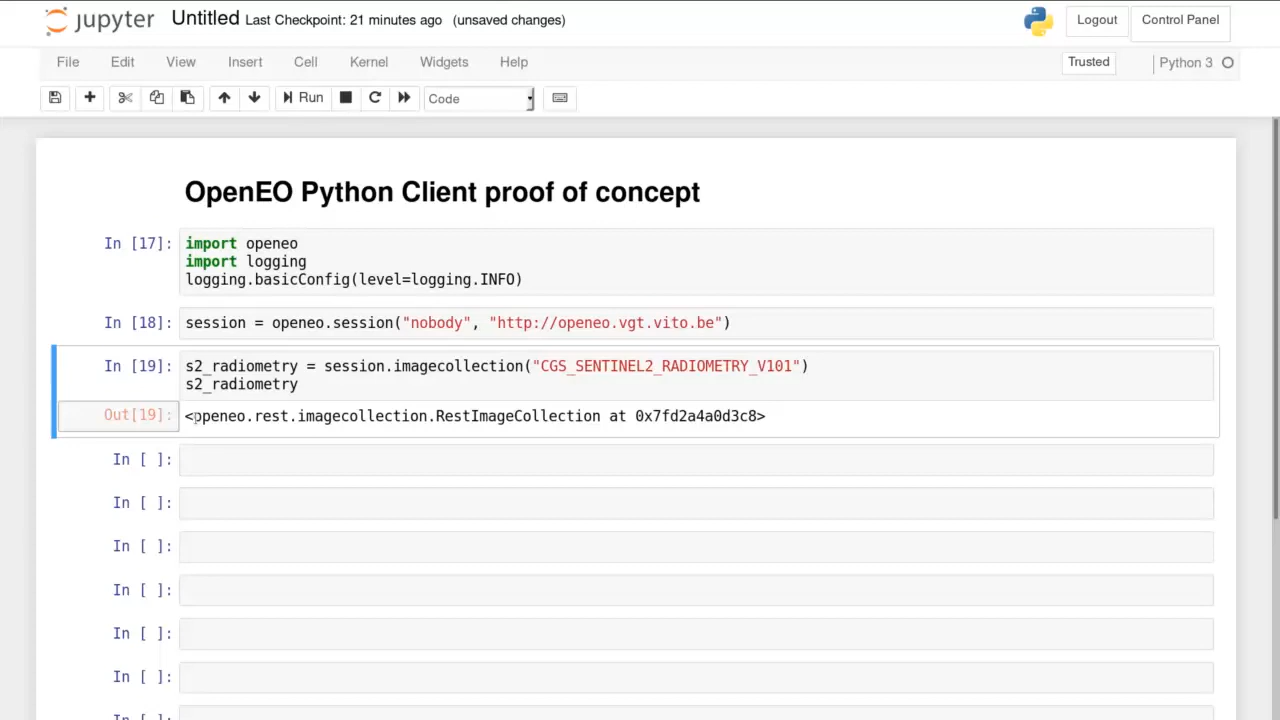 jupyter Untitled Last Checkpoint: 21 minutes ago (unsaved changes) Logout Control Panel
File Edit View Insert Cell Kernel Widgets Help Trusted Python 3
Run Code
OpenEO Python Client proof of concept
In [17]: import openeo
import logging
logging.basicConfig(level=logging.INFO)
In [18]: session = openeo.session("nobody", "http://openeo.vgt.vito.be")
In [19]: s2_radiometry = session.imagecollection("CGS_SENTINEL2_RADIOMETRY_V101")
s2_radiometry
Out[19]: <openeo.rest.imagecollection.RestImageCollection at 0x7fd2a4a0d3c8>
In [ ]:
In [ ]:
In [ ]:
In [ ]:
In [ ]:
In [ ]:
In [ ]: